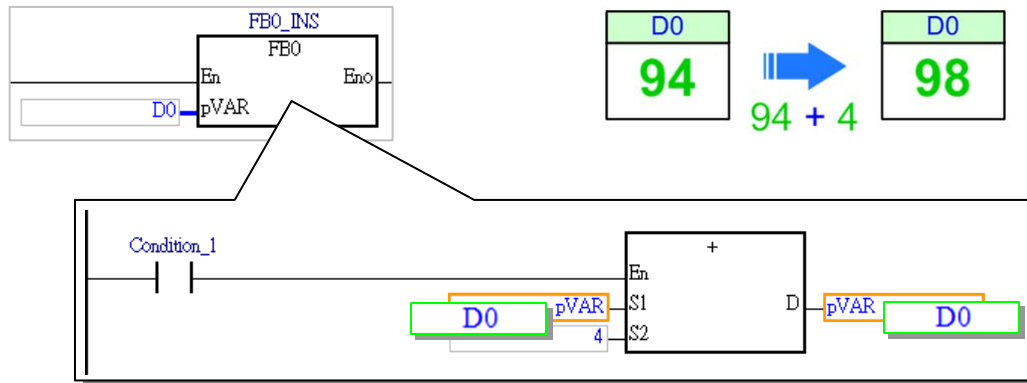 FB0_INS
FB0
En Eno
D0 pVAR
D0
94
94 + 4
D0
98
Condition_1
+
En
D0 pVAR S1 D pVAR D0
4 S2